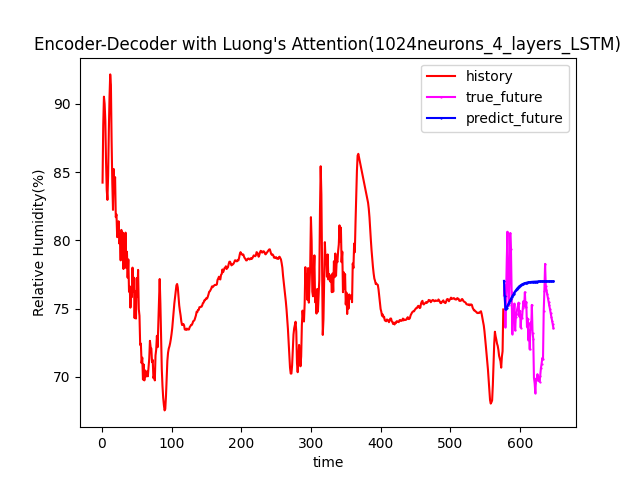 Encoder-Decoder with Luong's Attention(1024neurons_4_layers_LSTM)
history
true_future
predict_future
Relative Humidity(%)
90
85
80
75
70
0 100 200 300 400 500 600
time